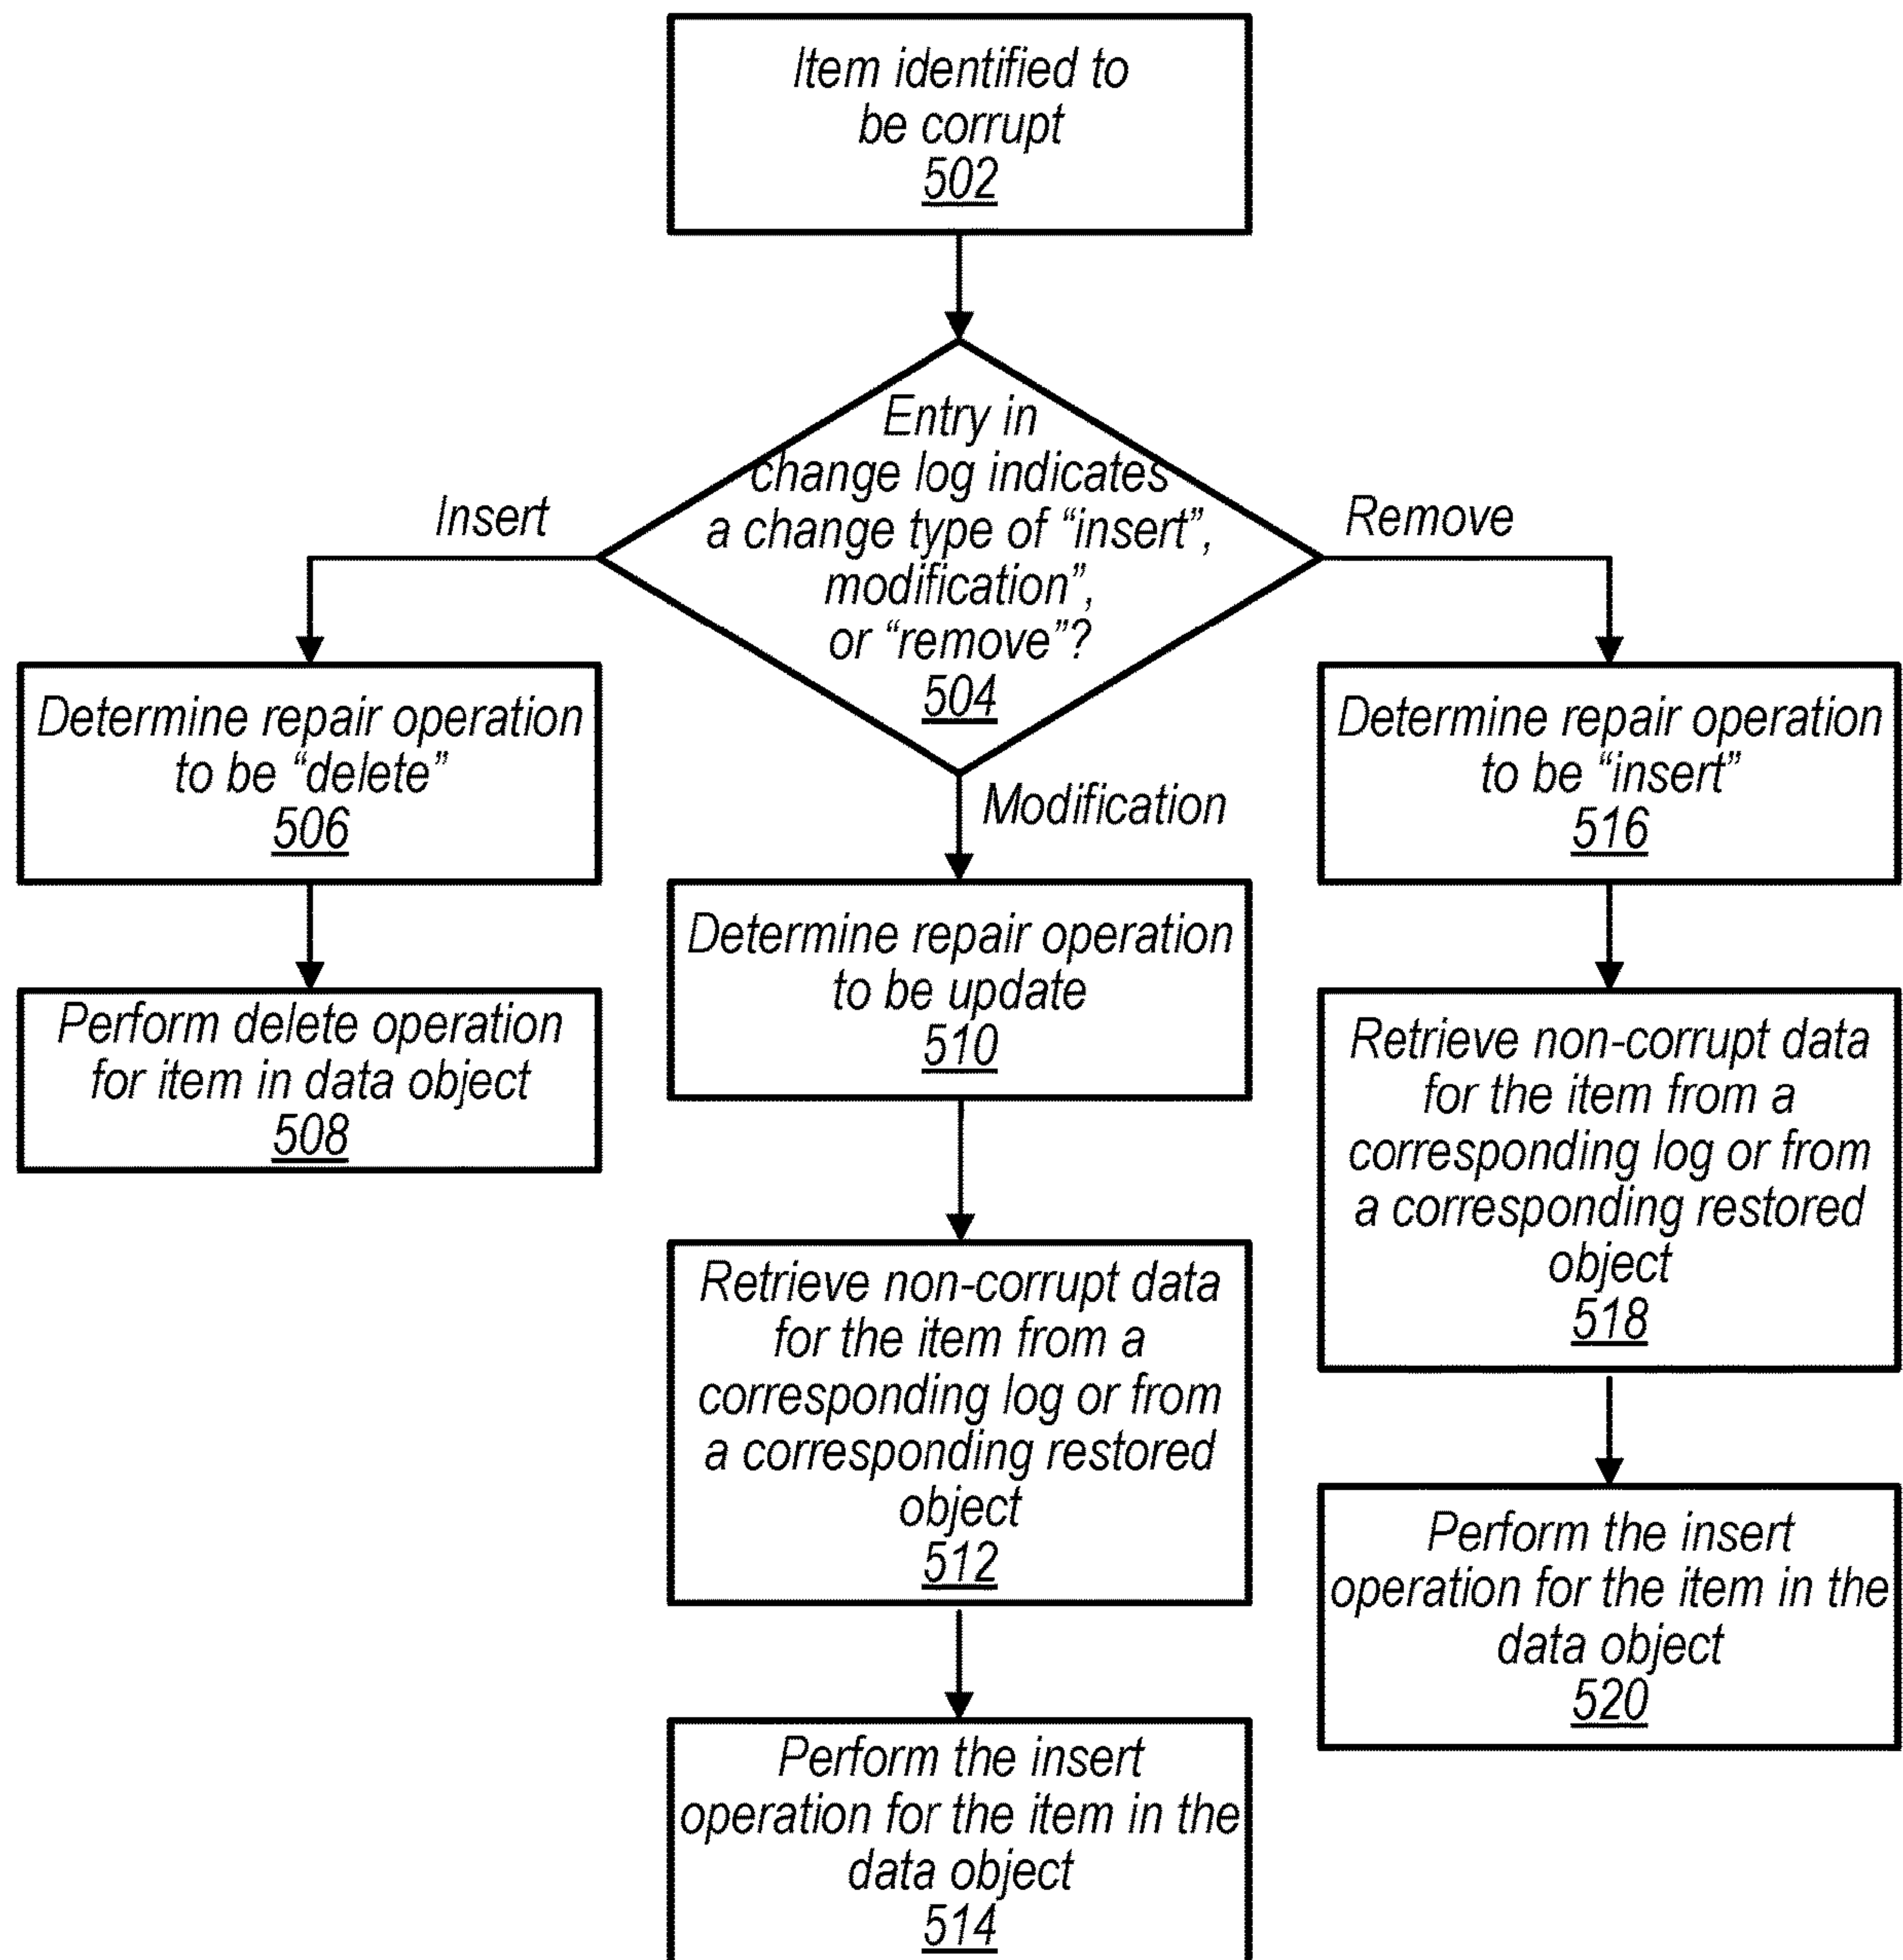 Item identified to
be corrupt
502
Entry in
change log indicates
a change type of “insert”,
modification”,
or “remove”?
504
Insert
Remove
Modification
Determine repair operation
to be “delete”
506
Perform delete operation
for item in data object
508
Determine repair operation
to be update
510
Retrieve non-corrupt data
for the item from a
corresponding log or from
a corresponding restored
object
512
Perform the insert
operation for the item in the
data object
514
Determine repair operation
to be “insert”
516
Retrieve non-corrupt data
for the item from a
corresponding log or from
a corresponding restored
object
518
Perform the insert
operation for the item in the
data object
520